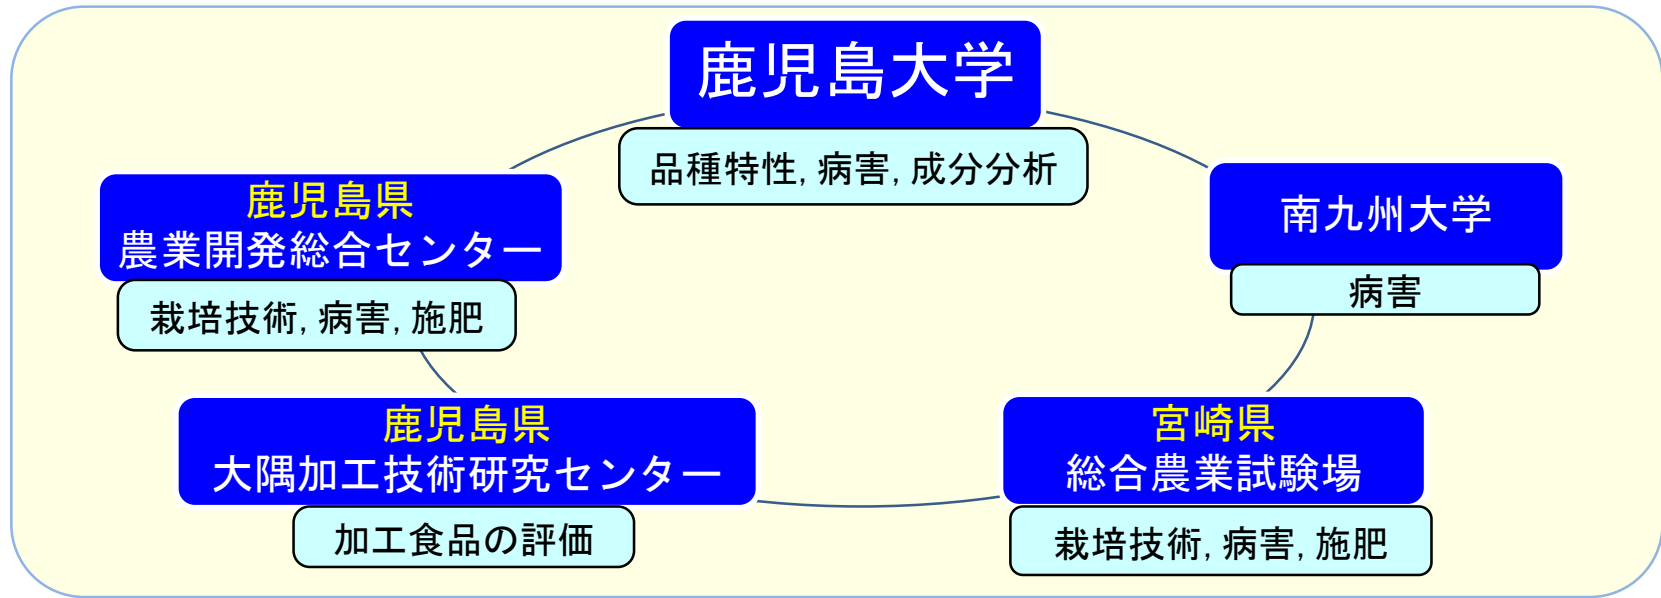 鹿児島大学
品種特性, 病害, 成分分析
鹿児島県
農業開発総合センター
栽培技術, 病害, 施肥
南九州大学
病害
鹿児島県
大隅加工技術研究センター
加工食品の評価
宮崎県
総合農業試験場
栽培技術, 病害, 施肥